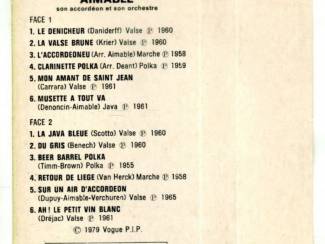 AIMABLE
son accordéon et son orchestre
FACE 1
1. LE DENICHEUR (Daniderff) Valse ℗ 1960
2. LA VALSE BRUNE (Krier) Valse ℗ 1960
3. L'ACCORDEONEU (Arr. Aimable) Marche ℗ 1958
4. CLARINETTE POLKA (Arr. Deant) Polka ℗ 1959
5. MON AMANT DE SAINT JEAN
(Carrara) Valse ℗ 1961
6. MUSETTE A TOUT VA
(Denoncin-Aimable) Java ℗ 1961
FACE 2
1. LA JAVA BLEUE (Scotto) Valse ℗ 1960
2. DU GRIS (Benech) Valse ℗ 1960
3. BEER BARREL POLKA
(Timm-Brown) Polka ℗ 1955
4. RETOUR DE LIEGE (Van Herck) Marche ℗ 1958
5. SUR UN AIR D'ACCORDEON
(Dupuy-Aimable-Verchuren) Valse ℗ 1965
6. AH! LE PETIT VIN BLANC
(Dréjac) Valse ℗ 1961
© 1979 Vogue P.I.P.